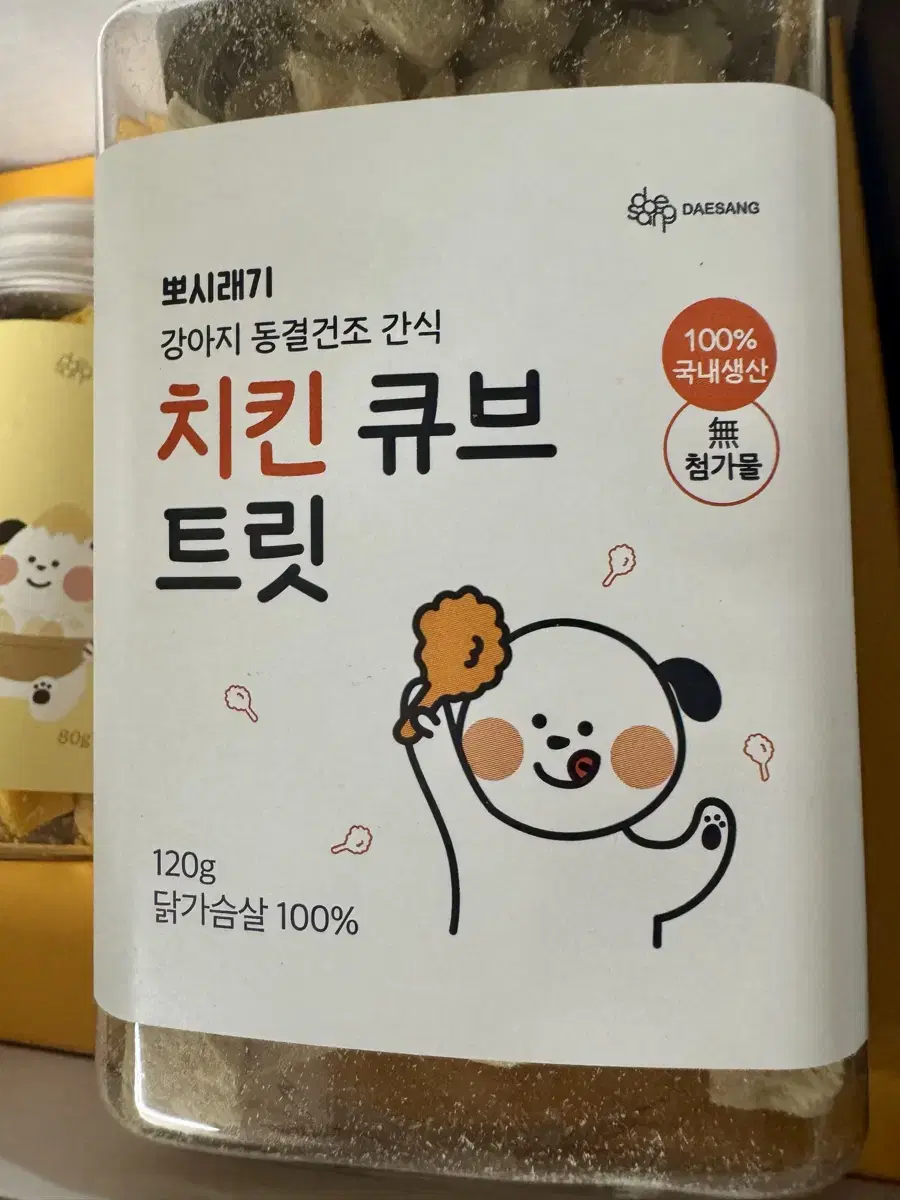 DAESANG
뽀시래기
강아지 동결건조 간식
치킨 큐브
트릿
100%
국내생산
無
첨가물
120g
닭가슴살 100%
80g